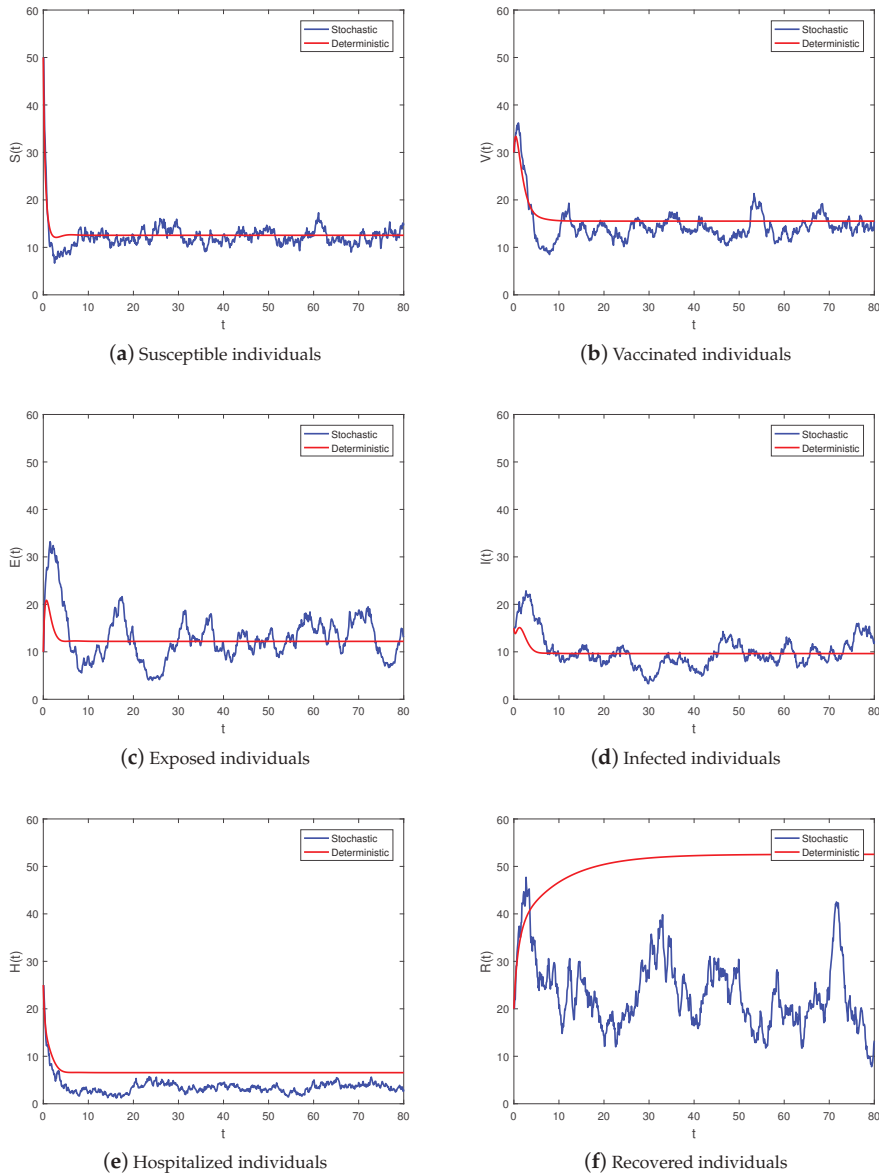 60
50
40
30
20
10
0
S(t)
0 10 20 30 40 50 60 70 80
t
Stochastic
Deterministic
(a) Susceptible individuals
60
50
40
30
20
10
0
V(t)
0 10 20 30 40 50 60 70 80
t
Stochastic
Deterministic
(b) Vaccinated individuals
60
50
40
30
20
10
0
E(t)
0 10 20 30 40 50 60 70 80
t
Stochastic
Deterministic
(c) Exposed individuals
60
50
40
30
20
10
0
I(t)
0 10 20 30 40 50 60 70 80
t
Stochastic
Deterministic
(d) Infected individuals
60
50
40
30
20
10
0
H(t)
0 10 20 30 40 50 60 70 80
t
Stochastic
Deterministic
(e) Hospitalized individuals
60
50
40
30
20
10
0
R(t)
0 10 20 30 40 50 60 70 80
t
Stochastic
Deterministic
(f) Recovered individuals